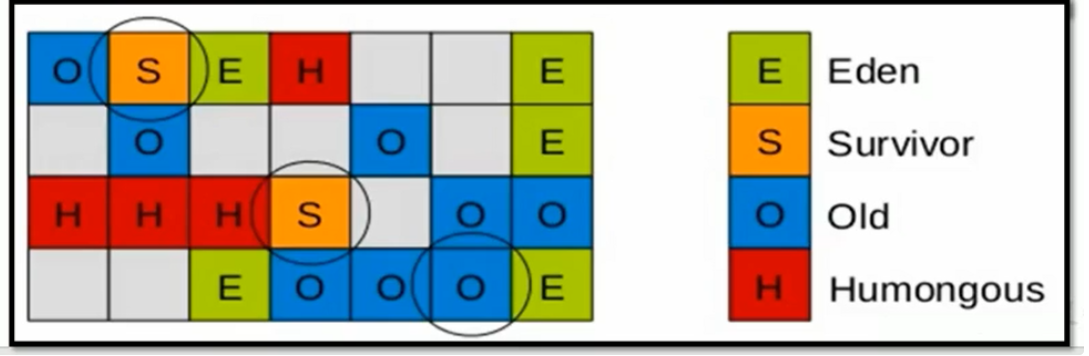 O S E H E E Eden
O O E S Survivor
H H H S O O O Old
E O O O E H Humongous